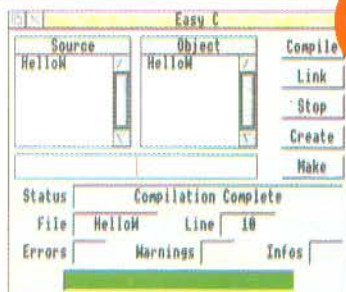 Easy C
Source Object Compile
HelloW HelloW
Link
Stop
Create
Make
Status Compilation Complete
File HelloW Line 10
Errors Warnings Infos